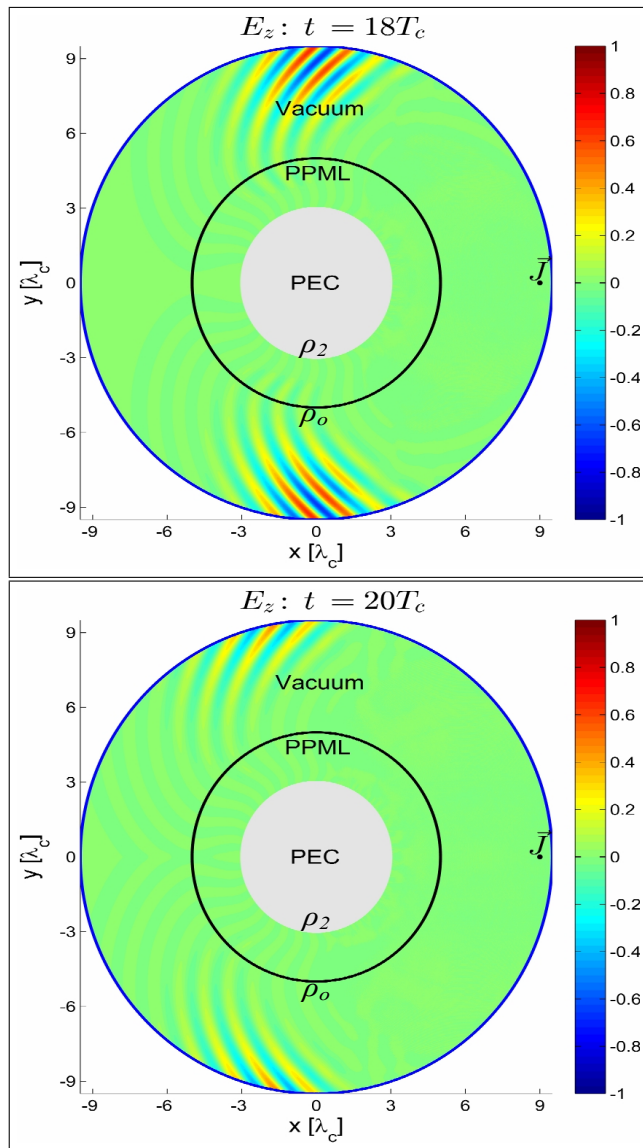 E_z: t = 18T_c
9
6
3
0
-3
-6
-9
y [λ_c]
Vacuum
PPML
PEC
ρ_2
ρ_o
J̄
-9 -6 -3 0 3 6 9
x [λ_c]
1
0.8
0.6
0.4
0.2
0
-0.2
-0.4
-0.6
-0.8
-1
E_z: t = 20T_c
9
6
3
0
-3
-6
-9
y [λ_c]
Vacuum
PPML
PEC
ρ_2
ρ_o
J̄
-9 -6 -3 0 3 6 9
x [λ_c]
1
0.8
0.6
0.4
0.2
0
-0.2
-0.4
-0.6
-0.8
-1